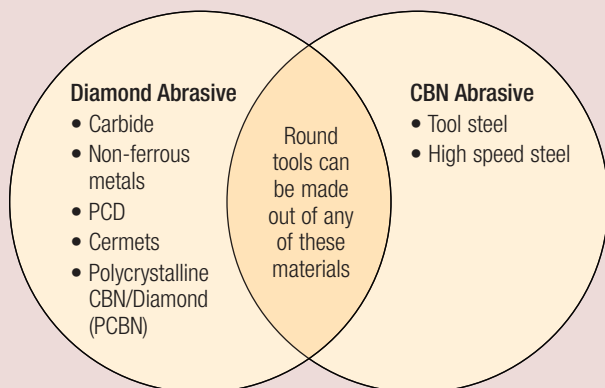 Diamond Abrasive
• Carbide
• Non-ferrous
metals
• PCD
• Cermets
• Polycrystalline
CBN/Diamond
(PCBN)
Round
tools can
be made
out of any
of these
materials
CBN Abrasive
• Tool steel
• High speed steel